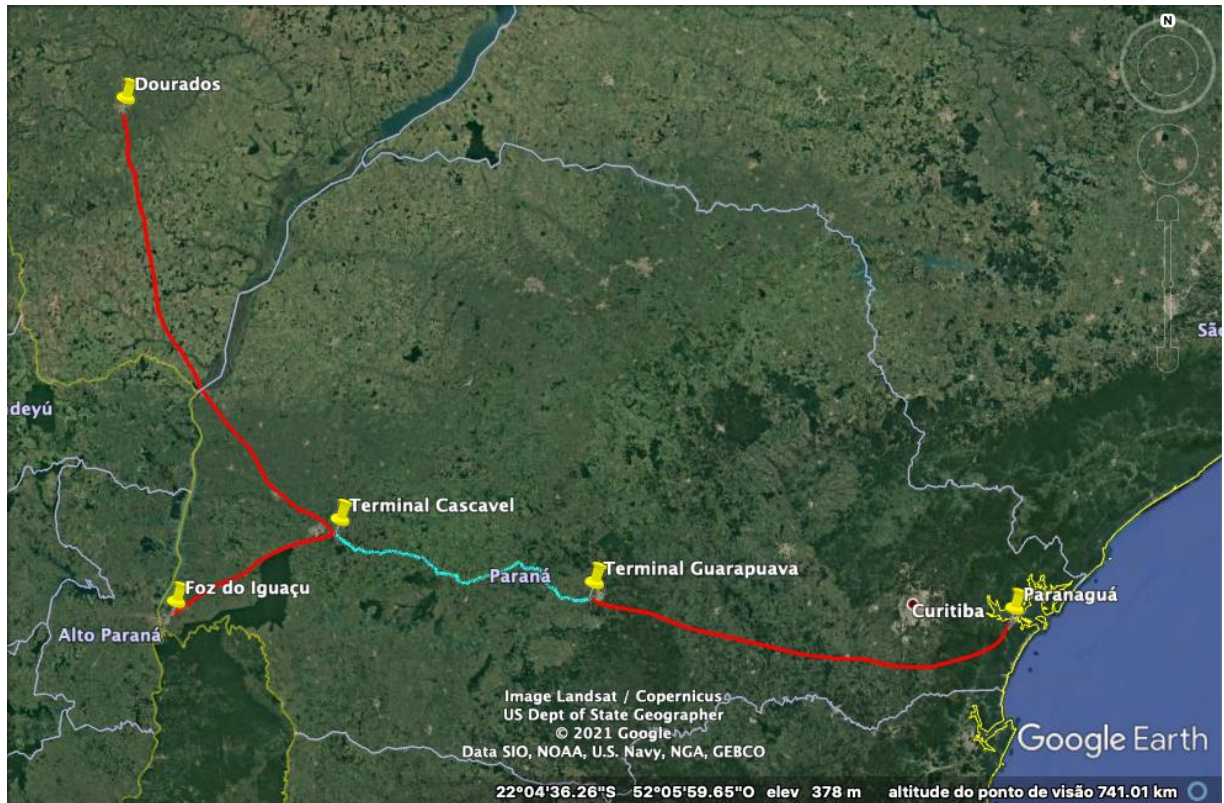 N
Dourados
São
deyú
Terminal Cascavel
Terminal Guarapuava
Paraná
Foz do Iguaçu
Paranaguá
Curitiba
Alto Paraná
Image Landsat / Copernicus
US Dept of State Geographer
© 2021 Google
Data SIO, NOAA, U.S. Navy, NGA, GEBCO
Google Earth
22°04'36.26"S 52°05'59.65"O elev 378 m altitude do ponto de visão 741.01 km